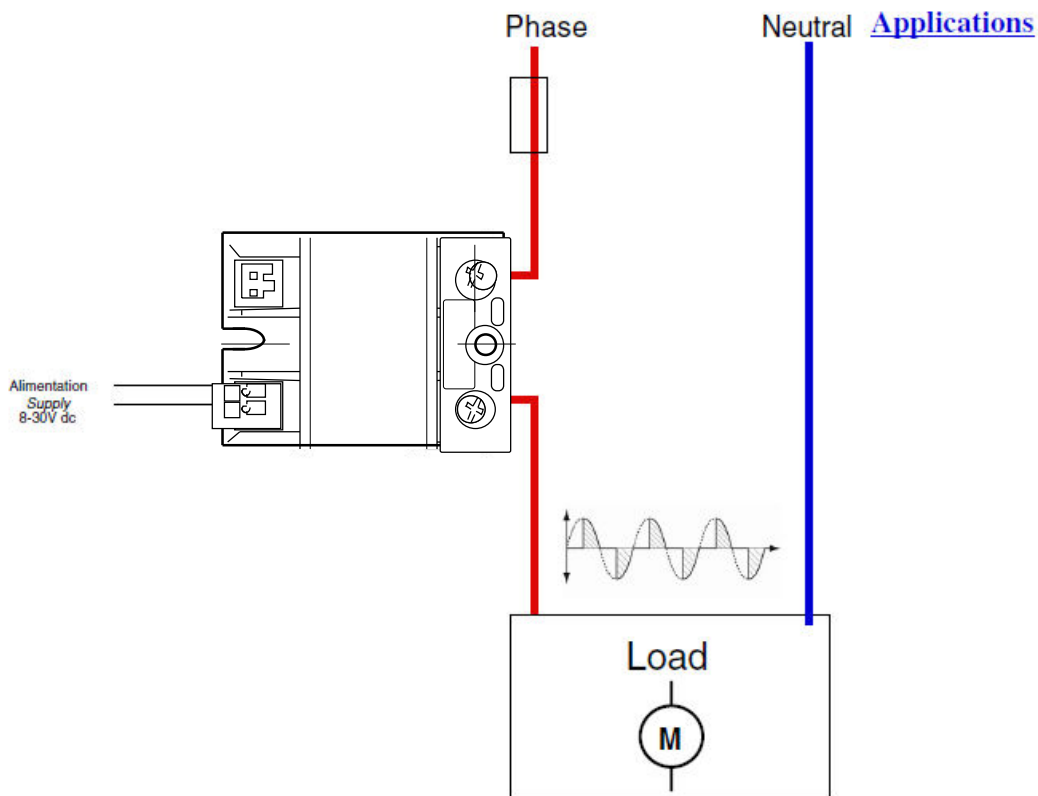 Phase
Neutral
Applications
Alimentation
Supply
8-30V dc
Load
M